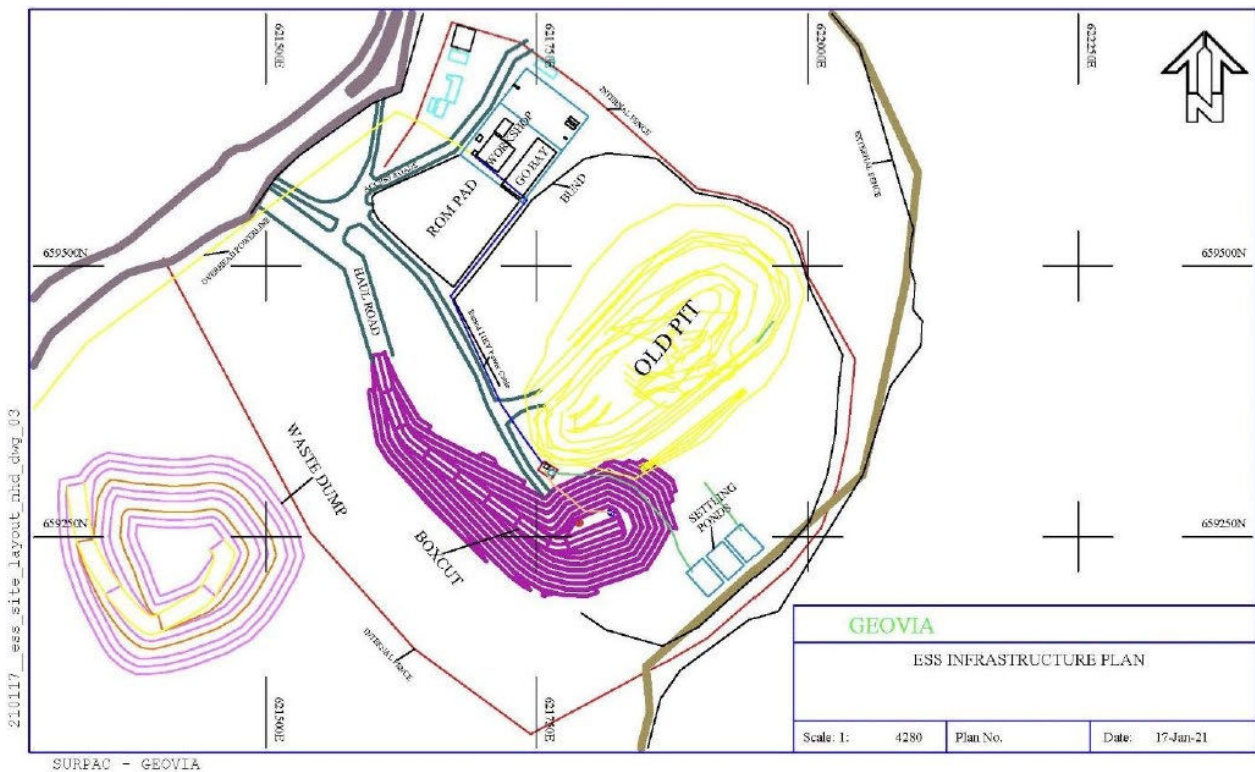 621500E
621750E
622000E
622250E
N
INTERNAL FENCE
EXTERNAL FENCE
WORKSHOP
GO BAY
BUND
ACCESS ROADS
ROM PAD
OVERHEAD POWERLINE
659500N
659500N
HAUL ROAD
OLD PIT
WASTE DUMP
BOXCUT
SETTLING
PONDS
659250N
659250N
INTERNAL FENCE
621500E
621750E
GEOVIA
ESS INFRASTRUCTURE PLAN
Scale: 1: 4280
Plan No.
Date: 17-Jan-21
210117_ess_site_layout_nhd_dwg_03
SURPAC - GEOVIA